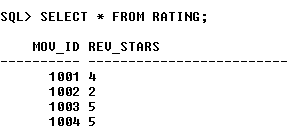 SQL> SELECT * FROM RATING;
MOV_ID REV_STARS
---------- -------------------------
1001 4
1002 2
1003 5
1004 5